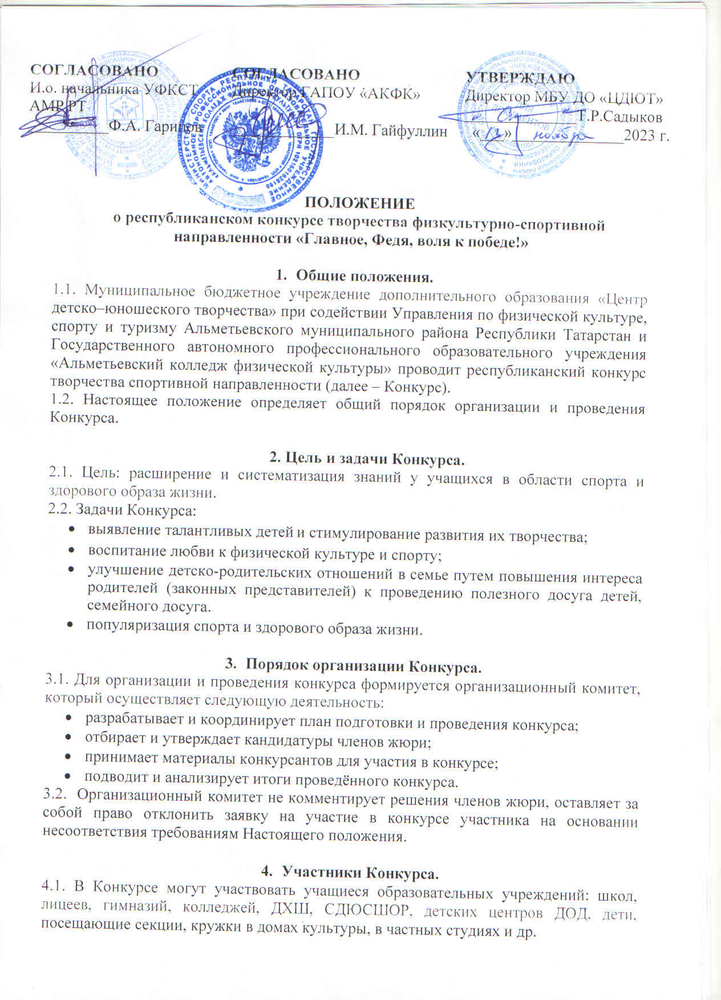 СОГЛАСОВАНО
И.о. начальника УФКСТ
АМР РТ
Ф.А. Гарипов
СОГЛАСОВАНО
Директор ГАПОУ «АКФК»
И.М. Гайфуллин
УТВЕРЖДАЮ
Директор МБУ ДО «ЦДЮТ»
Т.Р.Садыков
«13» ноября 2023 г.
ПОЛОЖЕНИЕ
о республиканском конкурсе творчества физкультурно-спортивной
направленности «Главное, Федя, воля к победе!»
1. Общие положения.
1.1. Муниципальное бюджетное учреждение дополнительного образования «Центр
детско–юношеского творчества» при содействии Управления по физической культуре,
спорту и туризму Альметьевского муниципального района Республики Татарстан и
Государственного автономного профессионального образовательного учреждения
«Альметьевский колледж физической культуры» проводит республиканский конкурс
творчества спортивной направленности (далее – Конкурс).
1.2. Настоящее положение определяет общий порядок организации и проведения
Конкурса.
2. Цель и задачи Конкурса.
2.1. Цель: расширение и систематизация знаний у учащихся в области спорта и
здорового образа жизни.
2.2. Задачи Конкурса:
• выявление талантливых детей и стимулирование развития их творчества;
• воспитание любви к физической культуре и спорту;
• улучшение детско-родительских отношений в семье путем повышения интереса
родителей (законных представителей) к проведению полезного досуга детей,
семейного досуга.
• популяризация спорта и здорового образа жизни.
3. Порядок организации Конкурса.
3.1. Для организации и проведения конкурса формируется организационный комитет,
который осуществляет следующую деятельность:
• разрабатывает и координирует план подготовки и проведения конкурса;
• отбирает и утверждает кандидатуры членов жюри;
• принимает материалы конкурсантов для участия в конкурсе;
• подводит и анализирует итоги проведённого конкурса.
3.2. Организационный комитет не комментирует решения членов жюри, оставляет за
собой право отклонить заявку на участие в конкурсе участника на основании
несоответствия требованиям Настоящего положения.
4. Участники Конкурса.
4.1. В Конкурсе могут участвовать учащиеся образовательных учреждений: школ,
лицеев, гимназий, колледжей, ДХШ, СДЮСШОР, детских центров ДОД, дети,
посещающие секции, кружки в домах культуры, в частных студиях и др.